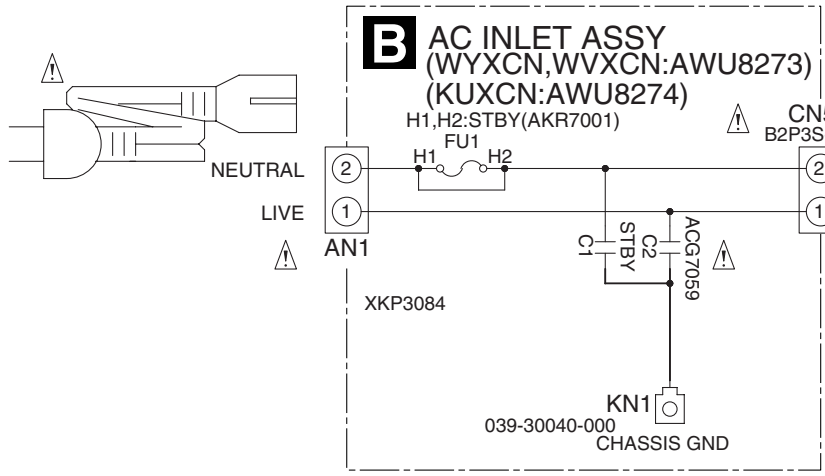 B
AC INLET ASSY
(WYXCN,WVXCN:AWU8273)
(KUXCN:AWU8274)
H1,H2:STBY(AKR7001)
FU1
H1
H2
CN5
B2P3S
NEUTRAL
2
2
LIVE
1
1
AN1
C1
STBY
C2
ACG7059
XKP3084
KN1
039-30040-000
CHASSIS GND
!
!
!
!